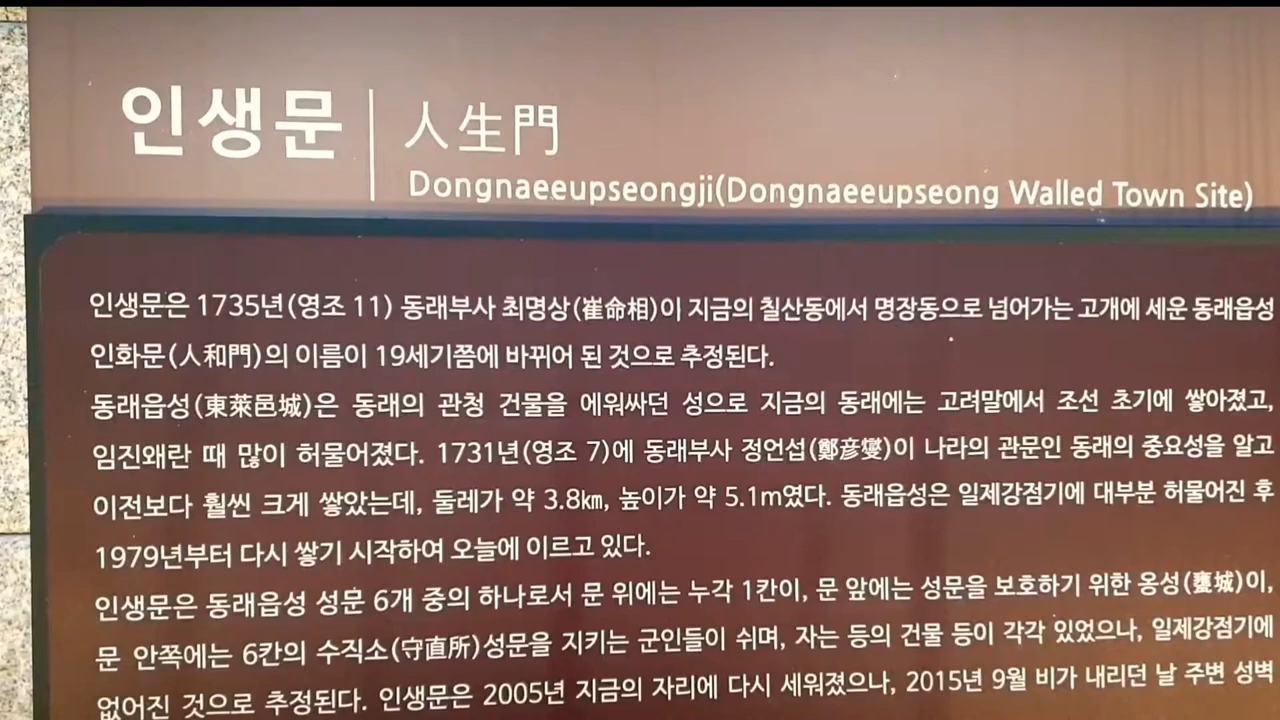 인생문
人生門
Dongnaeeupseongji(Dongnaeeupseong Walled Town Site)
인생문은 1735년(영조 11) 동래부사 최명상(崔命相)이 지금의 칠산동에서 명장동으로 넘어가는 고개에 세운 동래읍성
인화문(人和門)의 이름이 19세기쯤에 바뀌어 된 것으로 추정된다.
동래읍성(東萊邑城)은 동래의 관청 건물을 에워싸던 성으로 지금의 동래에는 고려말에서 조선 초기에 쌓아졌고,
임진왜란 때 많이 허물어졌다. 1731년(영조 7)에 동래부사 정언섭(鄭彦燮)이 나라의 관문인 동래의 중요성을 알고
이전보다 훨씬 크게 쌓았는데, 둘레가 약 3.8㎞, 높이가 약 5.1m였다. 동래읍성은 일제강점기에 대부분 허물어진 후
1979년부터 다시 쌓기 시작하여 오늘에 이르고 있다.
인생문은 동래읍성 성문 6개 중의 하나로서 문 위에는 누각 1칸이, 문 앞에는 성문을 보호하기 위한 옹성(甕城)이,
문 안쪽에는 6칸의 수직소(守直所)성문을 지키는 군인들이 쉬며, 자는 등의 건물 등이 각각 있었으나, 일제강점기에
없어진 것으로 추정된다. 인생문은 2005년 지금의 자리에 다시 세워졌으나, 2015년 9월 비가 내리던 날 주변 성벽